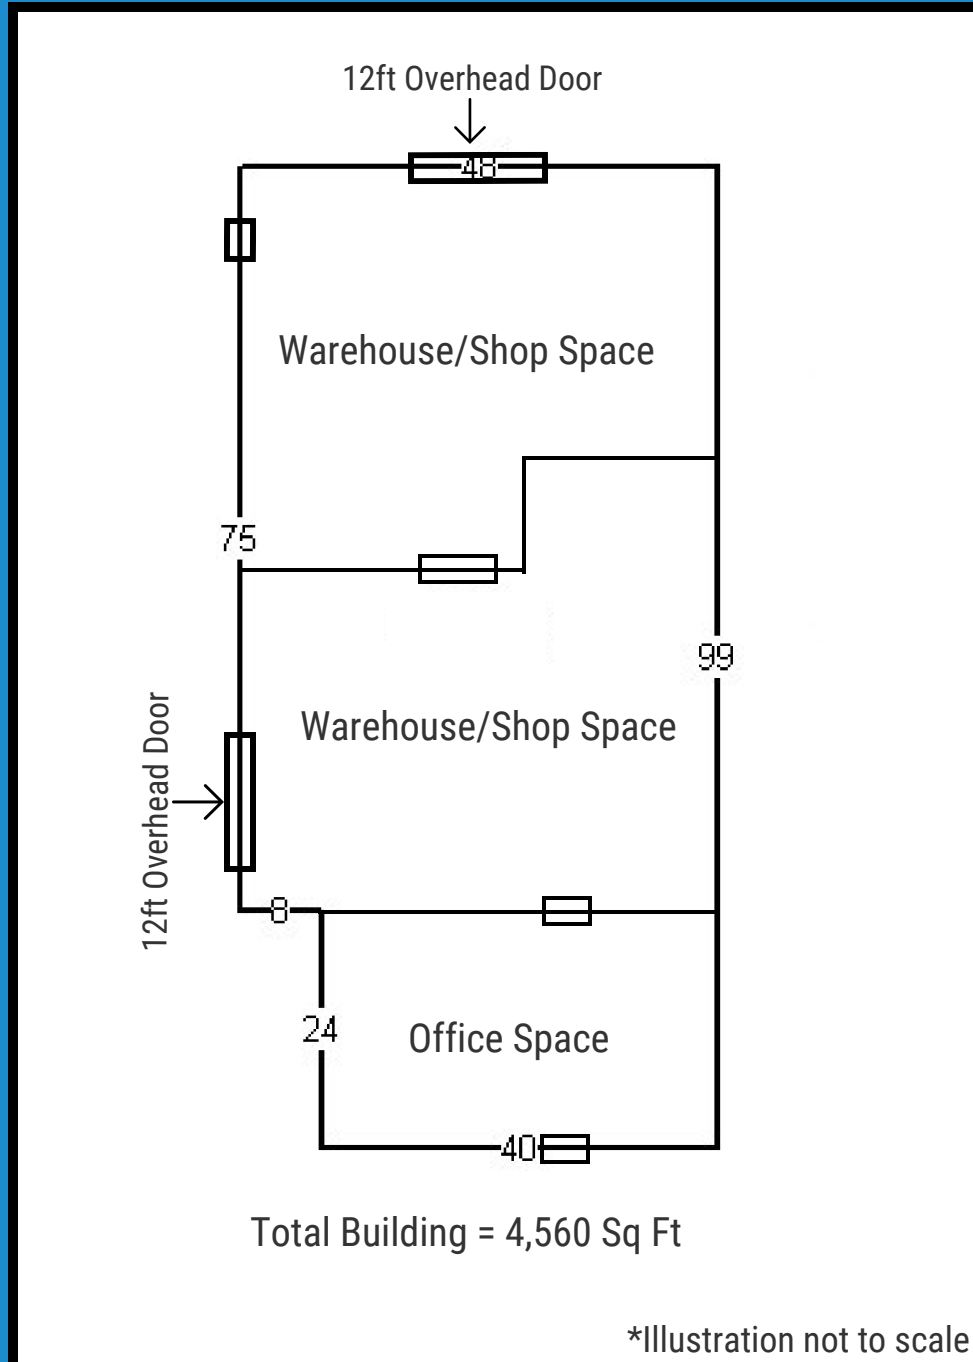 12ft Overhead Door
48
Warehouse/Shop Space
75
99
Warehouse/Shop Space
12ft Overhead Door
8
24
Office Space
40
Total Building = 4,560 Sq Ft
*Illustration not to scale